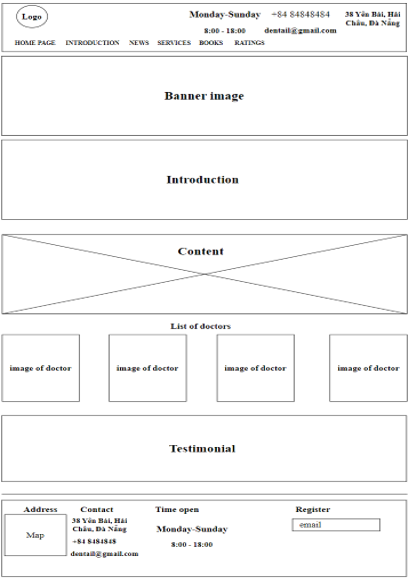 Logo
Monday-Sunday
8:00 - 18:00
+84 84848484
dentail@gmail.com
38 Yên Bái, Hải
Châu, Đà Nẵng
HOME PAGE INTRODUCTION NEWS SERVICES BOOKS RATINGS
Banner image
Introduction
Content
List of doctors
image of doctor image of doctor image of doctor image of doctor
Testimonial
Address
Map
Contact
38 Yên Bái, Hải
Châu, Đà Nẵng
+84 8484848
dentail@gmail.com
Time open
Monday-Sunday
8:00 - 18:00
Register
email